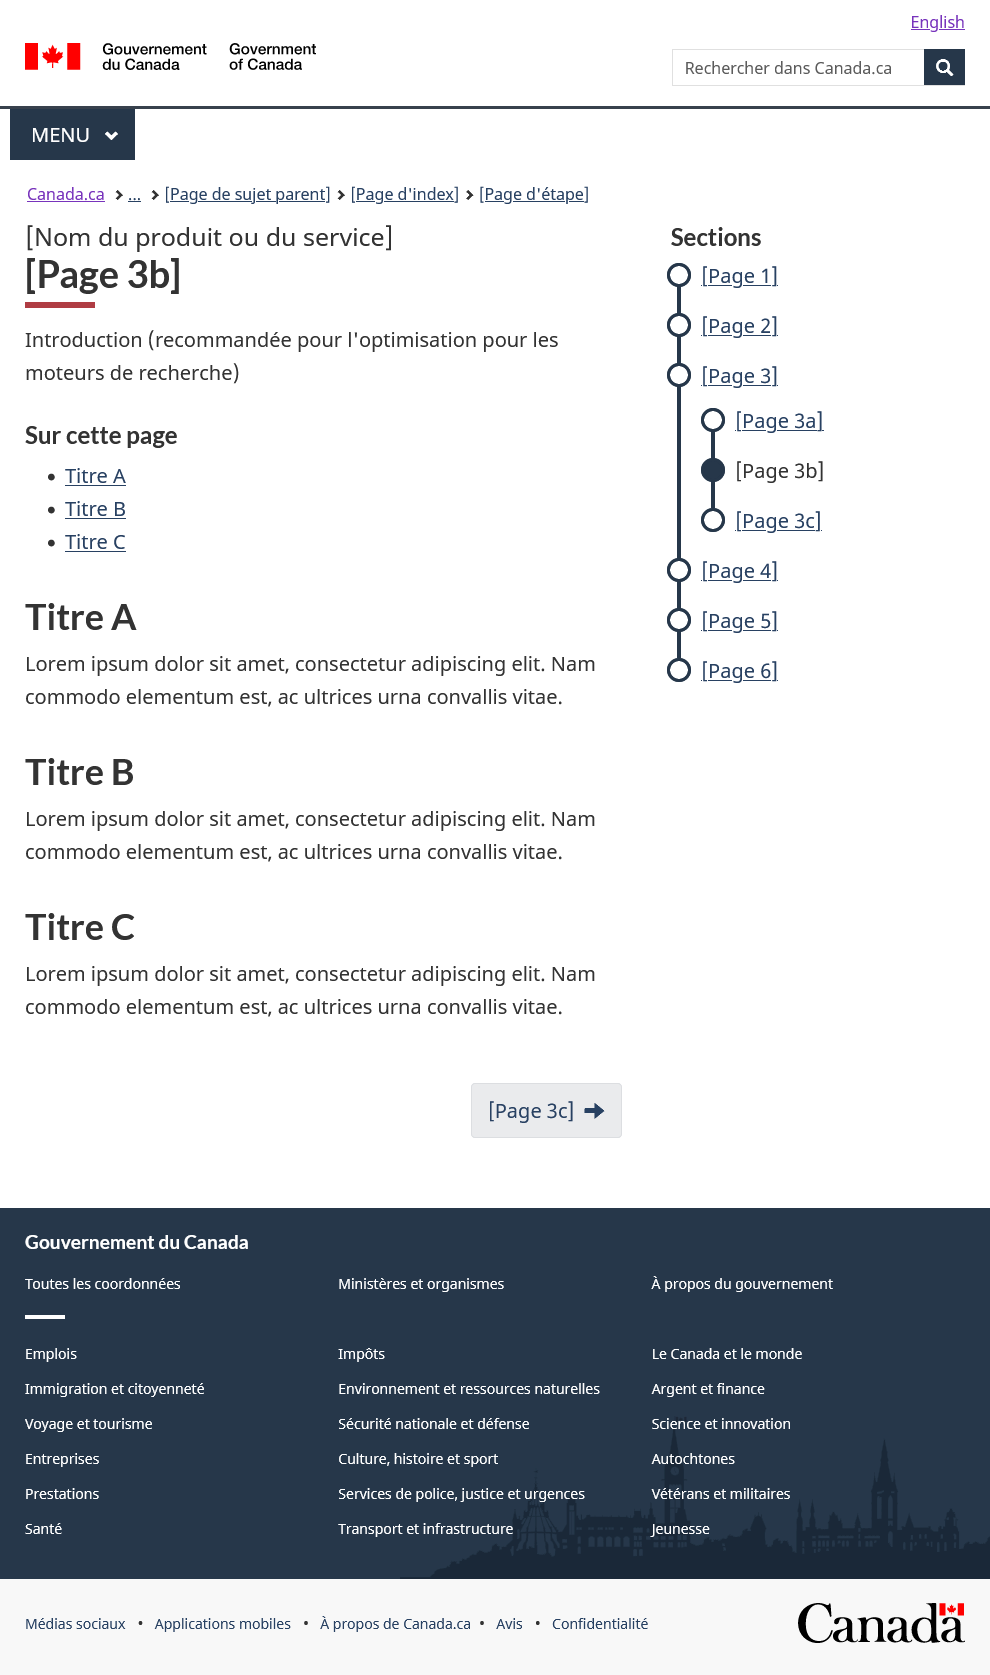 English
Gouvernement
du Canada
Government
of Canada
Rechercher dans Canada.ca
MENU
Canada.ca ... [Page de sujet parent] [Page d'index] [Page d'étape]
[Nom du produit ou du service]
[Page 3b]
Introduction (recommandée pour l'optimisation pour les
moteurs de recherche)
Sur cette page
• Titre A
• Titre B
• Titre C
Titre A
Lorem ipsum dolor sit amet, consectetur adipiscing elit. Nam
commodo elementum est, ac ultrices urna convallis vitae.
Titre B
Lorem ipsum dolor sit amet, consectetur adipiscing elit. Nam
commodo elementum est, ac ultrices urna convallis vitae.
Titre C
Lorem ipsum dolor sit amet, consectetur adipiscing elit. Nam
commodo elementum est, ac ultrices urna convallis vitae.
[Page 3c]
Sections
[Page 1]
[Page 2]
[Page 3]
[Page 3a]
[Page 3b]
[Page 3c]
[Page 4]
[Page 5]
[Page 6]
Gouvernement du Canada
Toutes les coordonnées
Ministères et organismes
À propos du gouvernement
Emplois
Impôts
Le Canada et le monde
Immigration et citoyenneté
Environnement et ressources naturelles
Argent et finance
Voyage et tourisme
Sécurité nationale et défense
Science et innovation
Entreprises
Culture, histoire et sport
Autochtones
Prestations
Services de police, justice et urgences
Vétérans et militaires
Santé
Transport et infrastructure
Jeunesse
Médias sociaux • Applications mobiles • À propos de Canada.ca • Avis • Confidentialité
Canada